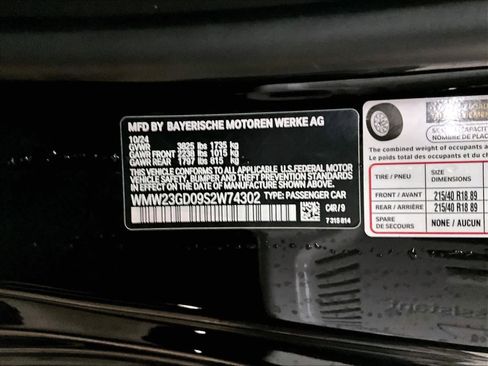 MFD BY BAYERISCHE MOTOREN WERKE AG
10/24
GVWR 3825 lbs 1735 kg
GAWR FRONT 2238 lbs 1015 kg
GAWR REAR 1797 lbs 815 kg
THIS VEHICLE CONFORMS TO ALL APPLICABLE U.S. FEDERAL MOTOR
VEHICLE SAFETY, BUMPER AND THEFT PREVENTION STANDARDS IN
EFFECT ON THE DATE OF MANUFACTURE SHOWN ABOVE.
WMW23GD09S2W74302 TYPE: PASSENGER CAR
C4R/9
7 315 814
NOMBRE DE PLAC
The combined weight of occupants a
Le poids total des occupants et
TIRE / PNEU SIZE DIMENSIONS
FRONT / AVANT 215/40 R18 89
REAR / ARRIÈRE 215/40 R18 89
SPARE DE SECOURS NONE / AUCUN